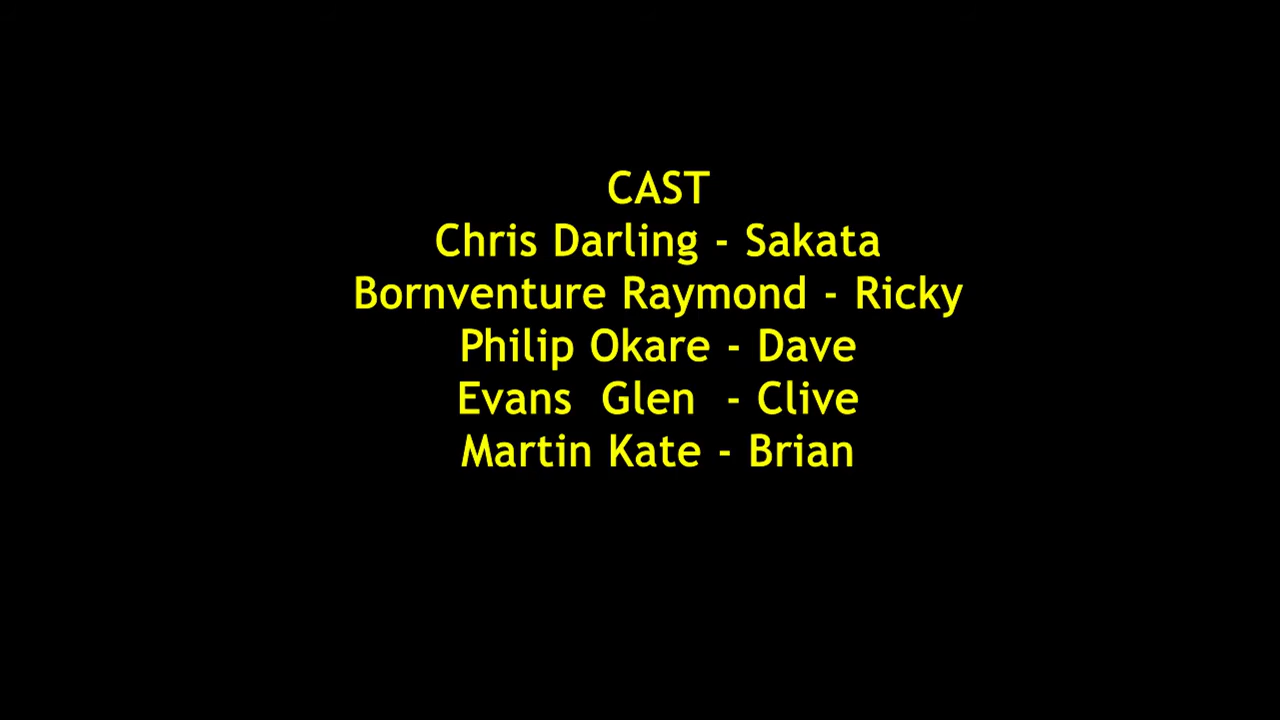 CAST
Chris Darling - Sakata
Bornventure Raymond - Ricky
Philip Okare - Dave
Evans  Glen  - Clive
Martin Kate - Brian